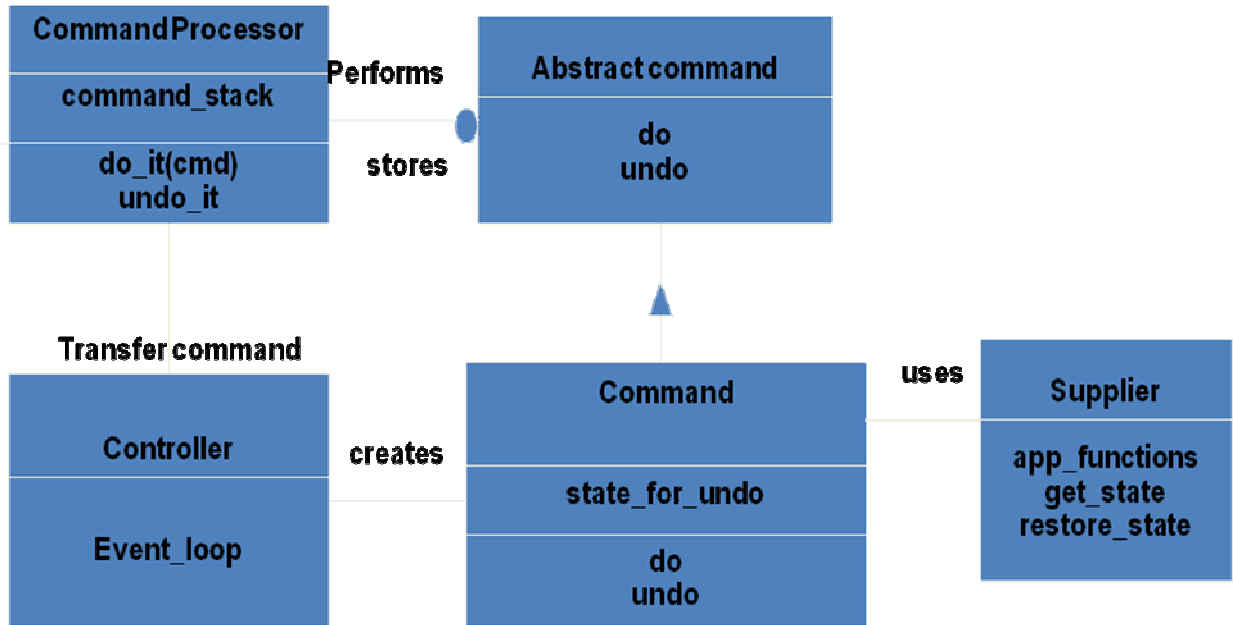 CommandProcessor
command_stack
do_it(cmd)
undo_it
Performs
stores
Abstract command
do
undo
Transfer command
Controller
Event_loop
creates
Command
state_for_undo
do
undo
uses
Supplier
app_functions
get_state
restore_state